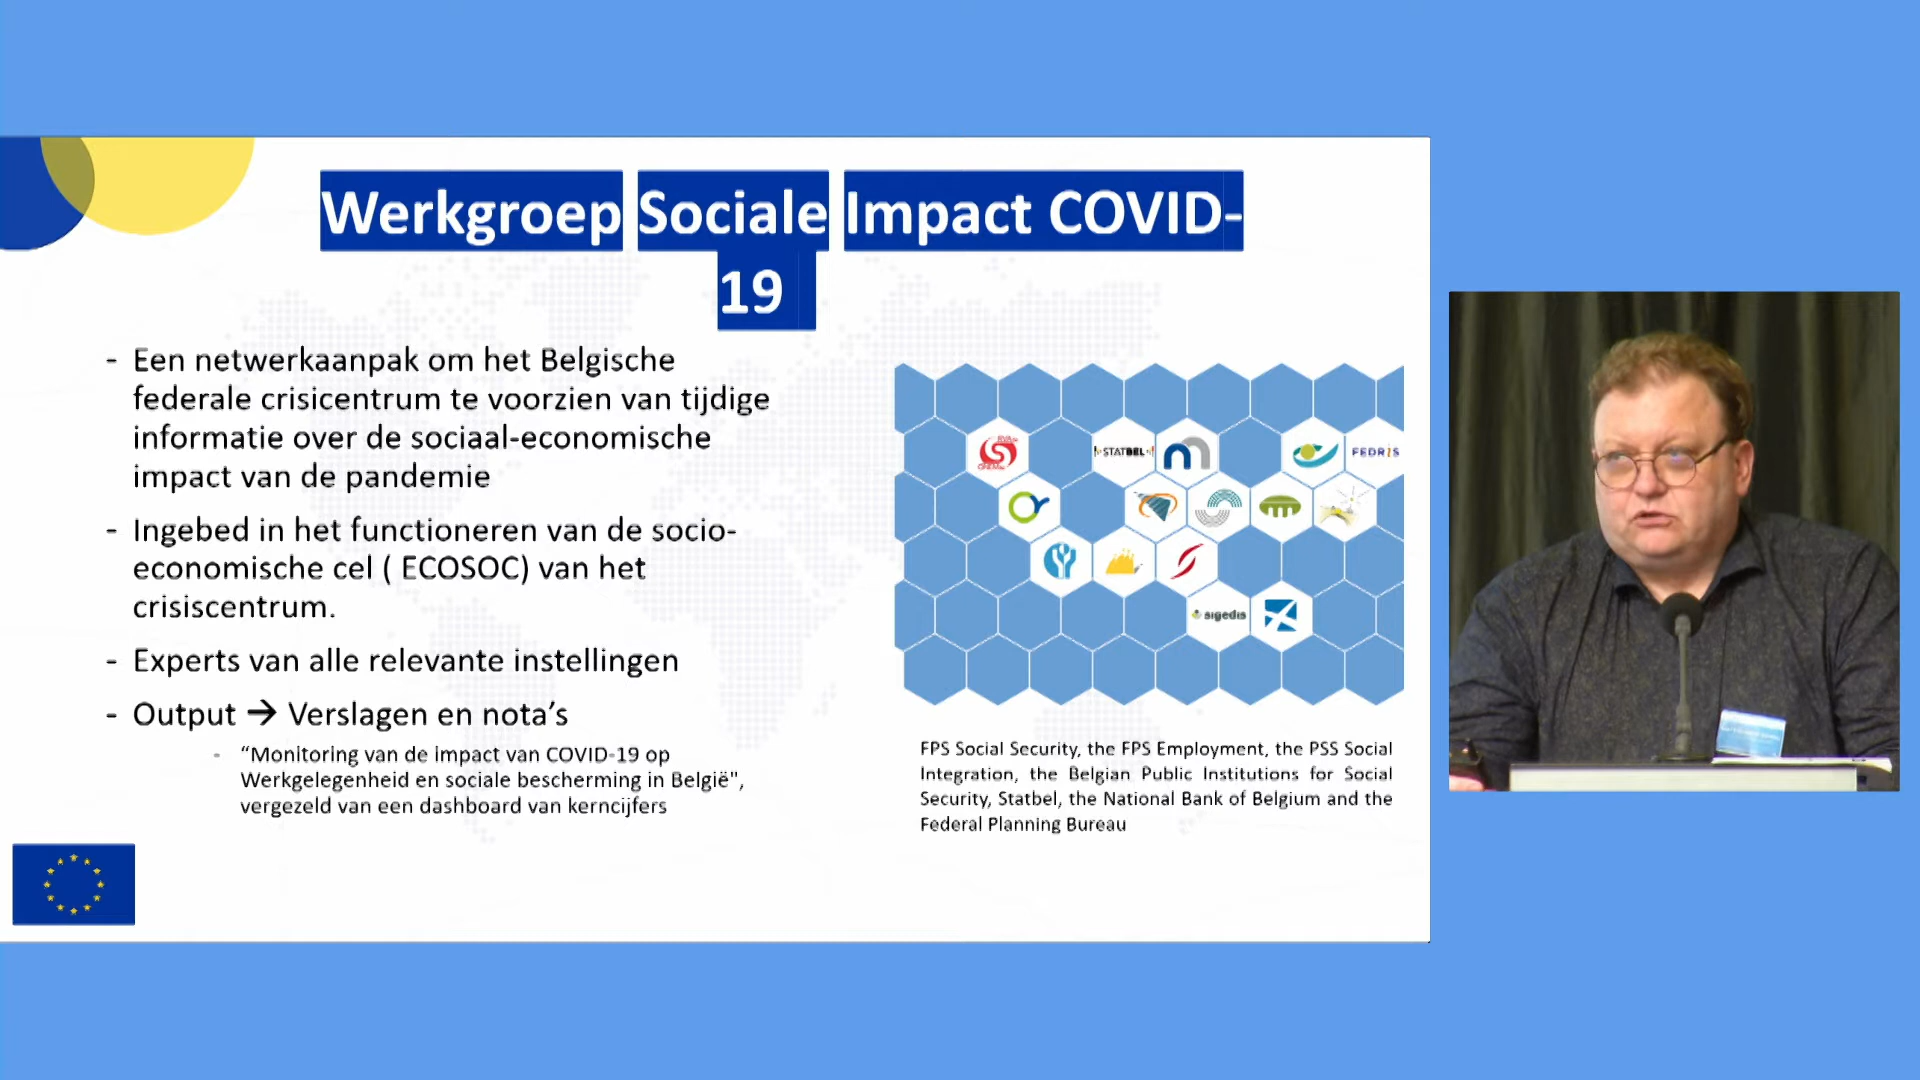 Werkgroep Sociale Impact COVID-
19
- Een netwerkaanpak om het Belgische
federale crisicentrum te voorzien van tijdige
informatie over de sociaal-economische
impact van de pandemie
- Ingebed in het functioneren van de socio-
economische cel ( ECOSOC) van het
crisiscentrum.
- Experts van alle relevante instellingen
- Output → Verslagen en nota’s
- “Monitoring van de impact van COVID-19 op
Werkgelegenheid en sociale bescherming in België",
vergezeld van een dashboard van kerncijfers
STATBEL
FEDRIS
sigedis
FPS Social Security, the FPS Employment, the PSS Social
Integration, the Belgian Public Institutions for Social
Security, Statbel, the National Bank of Belgium and the
Federal Planning Bureau